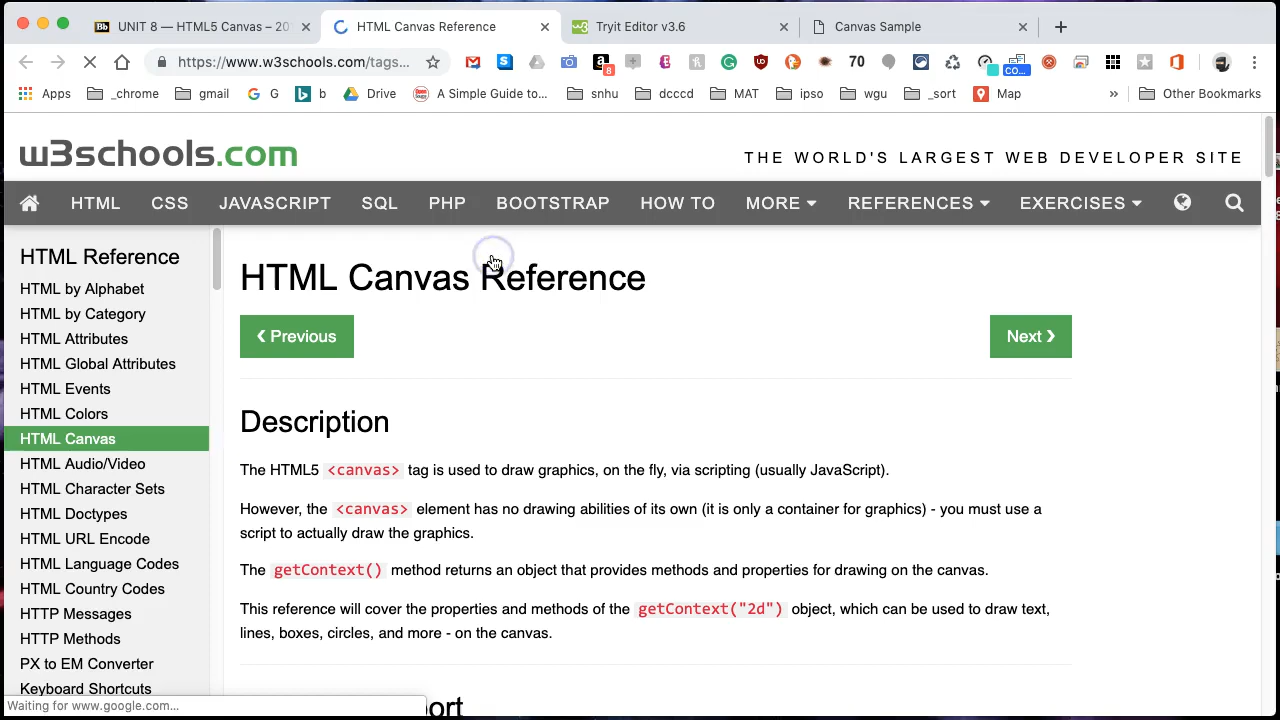 Bb UNIT 8 — HTML5 Canvas – 20
HTML Canvas Reference
w3 Tryit Editor v3.6
Canvas Sample
https://www.w3schools.com/tags...
8
70
co...
Apps
_chrome
gmail
G
b
Drive
A Simple Guide to...
snhu
dcccd
MAT
ipso
wgu
_sort
Map
»
Other Bookmarks
w3schools.com
THE WORLD'S LARGEST WEB DEVELOPER SITE
HTML CSS JAVASCRIPT SQL PHP BOOTSTRAP HOW TO MORE REFERENCES EXERCISES
HTML Reference
HTML by Alphabet
HTML by Category
HTML Attributes
HTML Global Attributes
HTML Events
HTML Colors
HTML Canvas
HTML Audio/Video
HTML Character Sets
HTML Doctypes
HTML URL Encode
HTML Language Codes
HTML Country Codes
HTTP Messages
HTTP Methods
PX to EM Converter
Keyboard Shortcuts
HTML Canvas Reference
❮ Previous
Next ❯
Description
The HTML5 <canvas> tag is used to draw graphics, on the fly, via scripting (usually JavaScript).
However, the <canvas> element has no drawing abilities of its own (it is only a container for graphics) - you must use a
script to actually draw the graphics.
The getContext() method returns an object that provides methods and properties for drawing on the canvas.
This reference will cover the properties and methods of the getContext("2d") object, which can be used to draw text,
lines, boxes, circles, and more - on the canvas.
ort
Waiting for www.google.com...